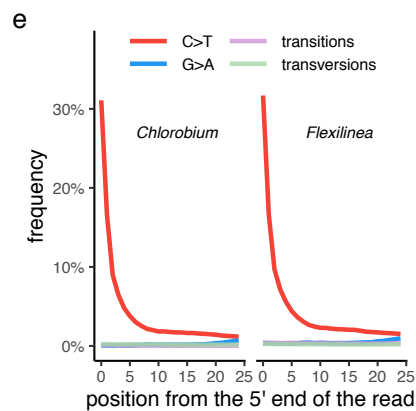 e
C>T transitions
G>A transversions
30%
Chlorobium Flexilinea
20%
10%
0%
frequency
0 5 10 15 20 25 0 5 10 15 20 25
position from the 5' end of the read